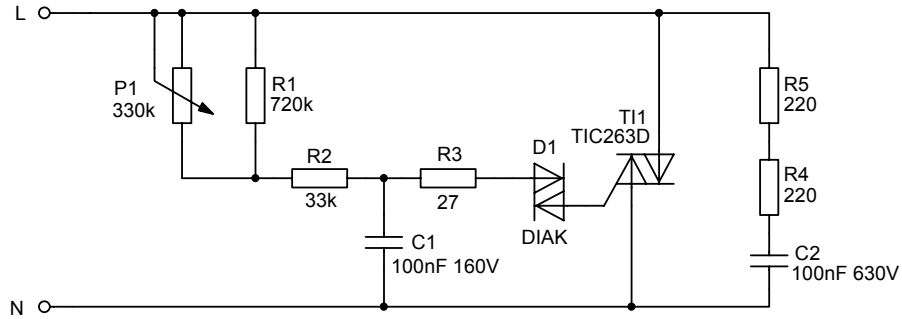 L
P1
330k
R1
720k
R2
33k
R3
27
D1
DIAK
TI1
TIC263D
R5
220
R4
220
C1
100nF 160V
C2
100nF 630V
N